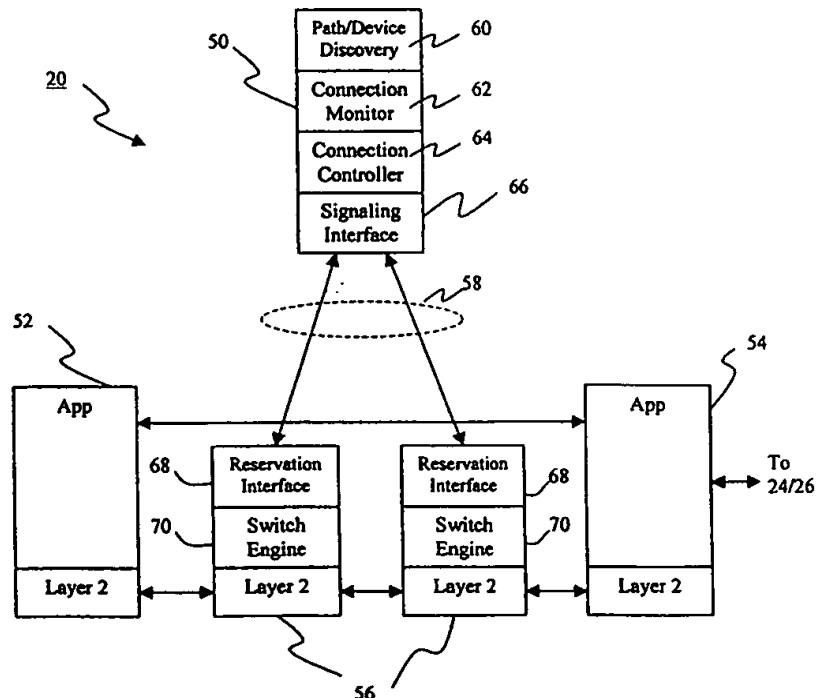 Path/Device
Discovery
60
50
20
Connection
Monitor
62
Connection
Controller
64
66
Signaling
Interface
58
52
54
App
App
68
Reservation
Interface
Reservation
Interface
68
To
24/26
70
Switch
Engine
Switch
Engine
70
Layer 2
Layer 2
Layer 2
Layer 2
56